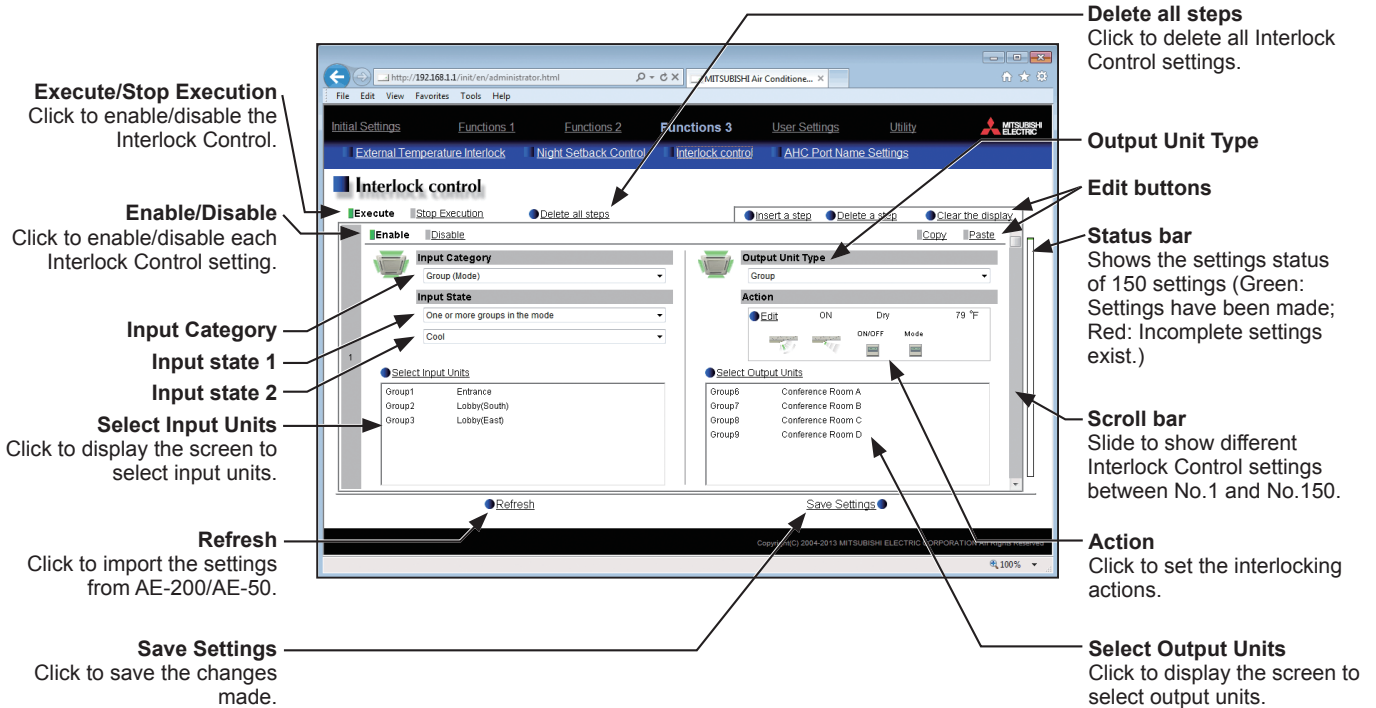 Delete all steps
Click to delete all Interlock
Control settings.
Execute/Stop Execution
Click to enable/disable the
Interlock Control.
Enable/Disable
Click to enable/disable each
Interlock Control setting.
Input Category
Input state 1
Input state 2
Select Input Units
Click to display the screen to
select input units.
Refresh
Click to import the settings
from AE-200/AE-50.
Save Settings
Click to save the changes
made.
http://192.168.1.1/init/en/administrator.html
MITSUBISHI Air Conditione... ×
File Edit View Favorites Tools Help
Initial Settings Functions 1 Functions 2 Functions 3 User Settings Utility
MITSUBISHI
ELECTRIC
External Temperature Interlock Night Setback Control Interlock control AHC Port Name Settings
Interlock control
Execute Stop Execution Delete all steps Insert a step Delete a step Clear the display
Enable Disable Copy Paste
Input Category
Group (Mode)
Input State
One or more groups in the mode
Cool
1
Select Input Units
Group1 Entrance
Group2 Lobby(South)
Group3 Lobby(East)
Output Unit Type
Group
Action
Edit ON Dry 79 °F
ON/OFF Mode
Select Output Units
Group6 Conference Room A
Group7 Conference Room B
Group8 Conference Room C
Group9 Conference Room D
Refresh Save Settings
Copyright(C) 2004-2013 MITSUBISHI ELECTRIC CORPORATION All Rights Reserved
100%
Output Unit Type
Edit buttons
Status bar
Shows the settings status
of 150 settings (Green:
Settings have been made;
Red: Incomplete settings
exist.)
Scroll bar
Slide to show different
Interlock Control settings
between No.1 and No.150.
Action
Click to set the interlocking
actions.
Select Output Units
Click to display the screen to
select output units.